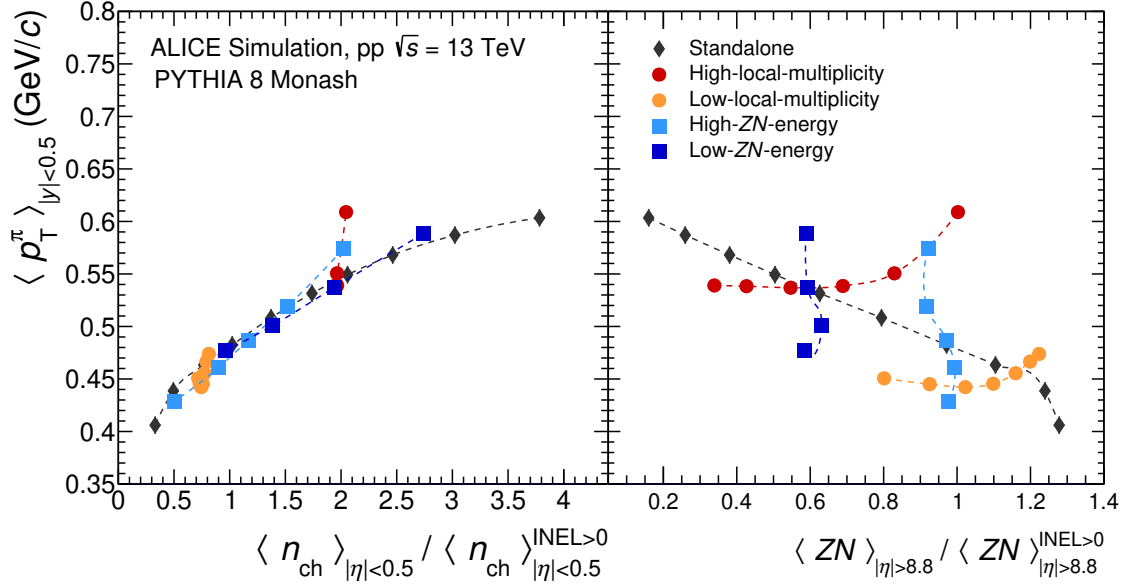 ALICE Simulation, pp √s = 13 TeV
PYTHIA 8 Monash
Standalone
High-local-multiplicity
Low-local-multiplicity
High-ZN-energy
Low-ZN-energy
⟨ p_T^π ⟩_|y|<0.5 (GeV/c)
0.8
0.75
0.7
0.65
0.6
0.55
0.5
0.45
0.4
0.35
0 0.5 1 1.5 2 2.5 3 3.5 4
0.2 0.4 0.6 0.8 1 1.2 1.4
⟨ n_ch ⟩_|η|<0.5 / ⟨ n_ch ⟩_|η|<0.5^INEL>0
⟨ ZN ⟩_|η|>8.8 / ⟨ ZN ⟩_|η|>8.8^INEL>0